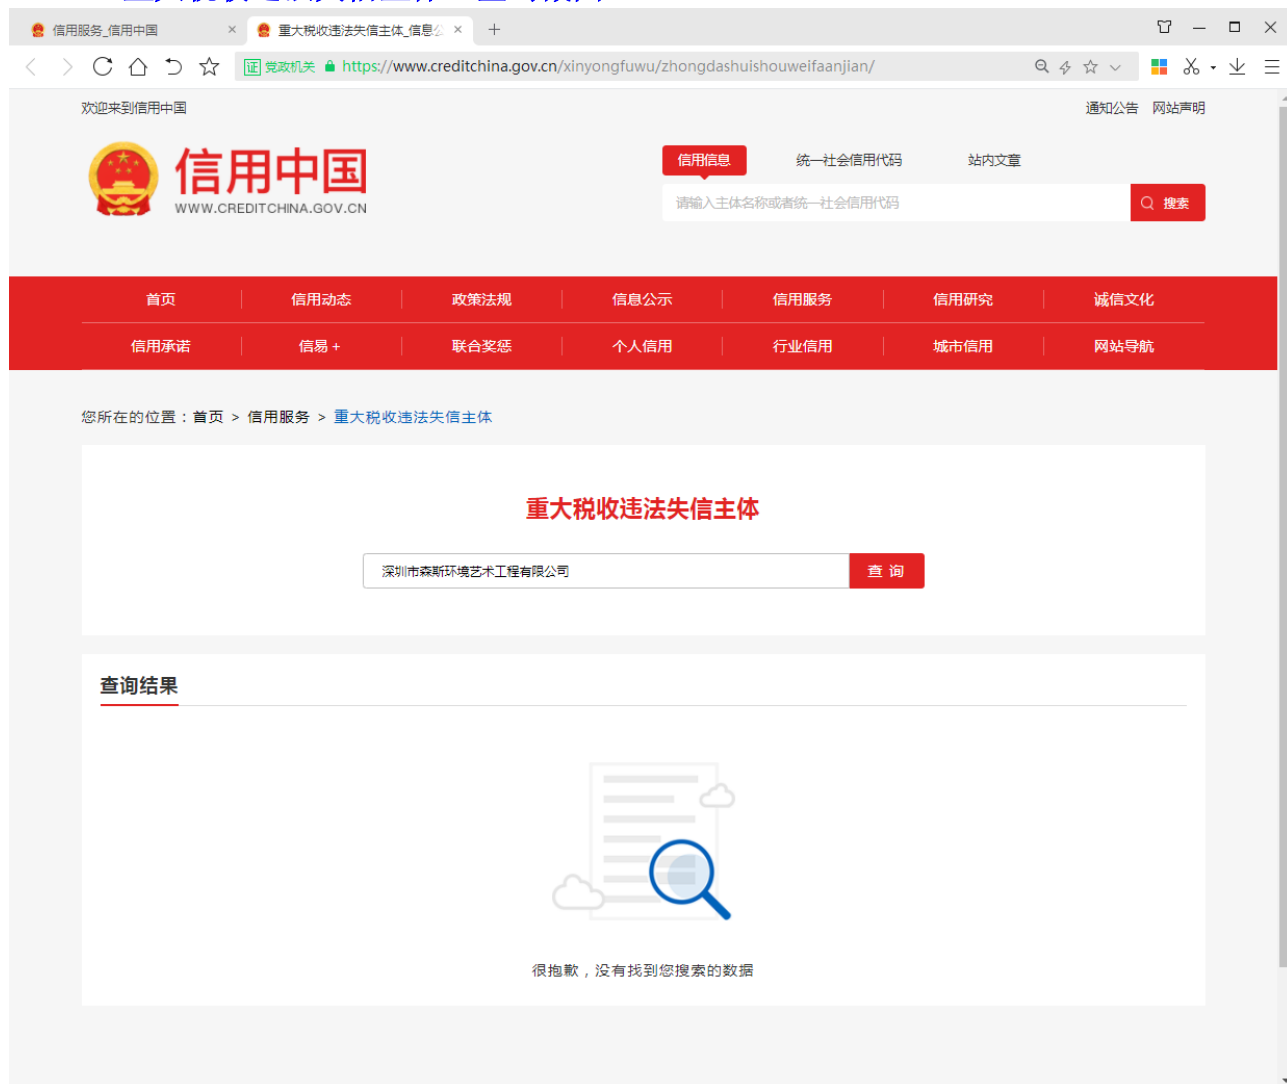 信用服务_信用中国
重大税收违法失信主体_信息公
证 党政机关 https://www.creditchina.gov.cn/xinyongfuwu/zhongdashuishouweifaanjian/
欢迎来到信用中国 通知公告 网站声明
信用中国
WWW.CREDITCHINA.GOV.CN
信用信息 统一社会信用代码 站内文章
请输入主体名称或者统一社会信用代码 搜索
首页 信用动态 政策法规 信息公示 信用服务 信用研究 诚信文化
信用承诺 信易+ 联合奖惩 个人信用 行业信用 城市信用 网站导航
您所在的位置：首页 > 信用服务 > 重大税收违法失信主体
重大税收违法失信主体
深圳市森斯环境艺术工程有限公司 查询
查询结果
很抱歉，没有找到您搜索的数据